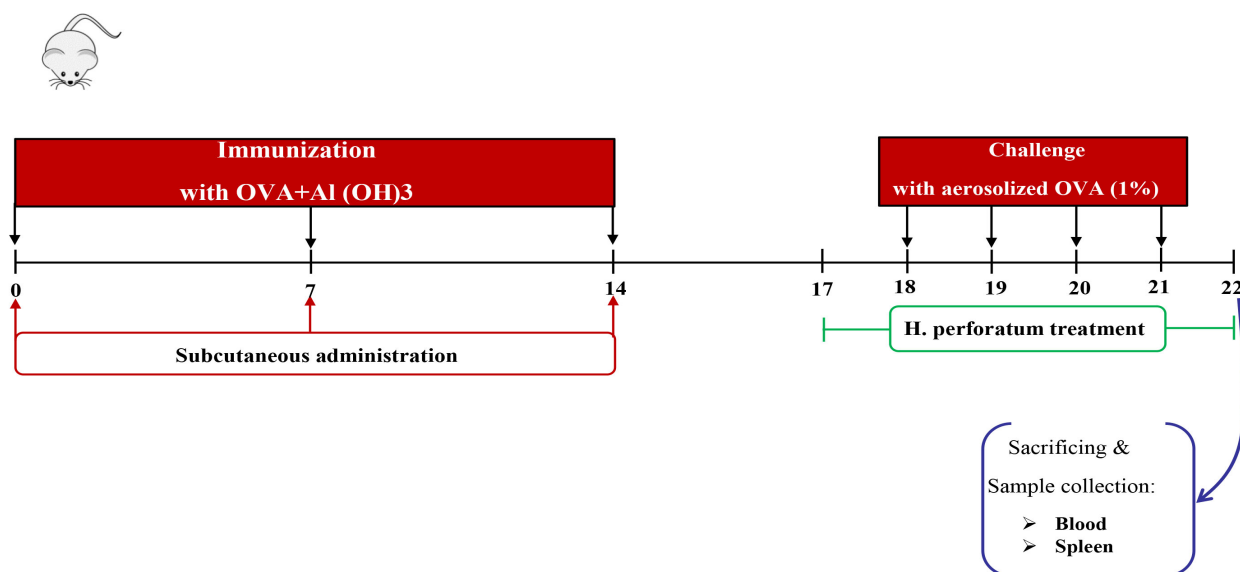 Immunization
with OVA+Al (OH)3
Challenge
with aerosolized OVA (1%)
0 7 14 17 18 19 20 21 22
Subcutaneous administration
H. perforatum treatment
Sacrificing &
Sample collection:
➢ Blood
➢ Spleen